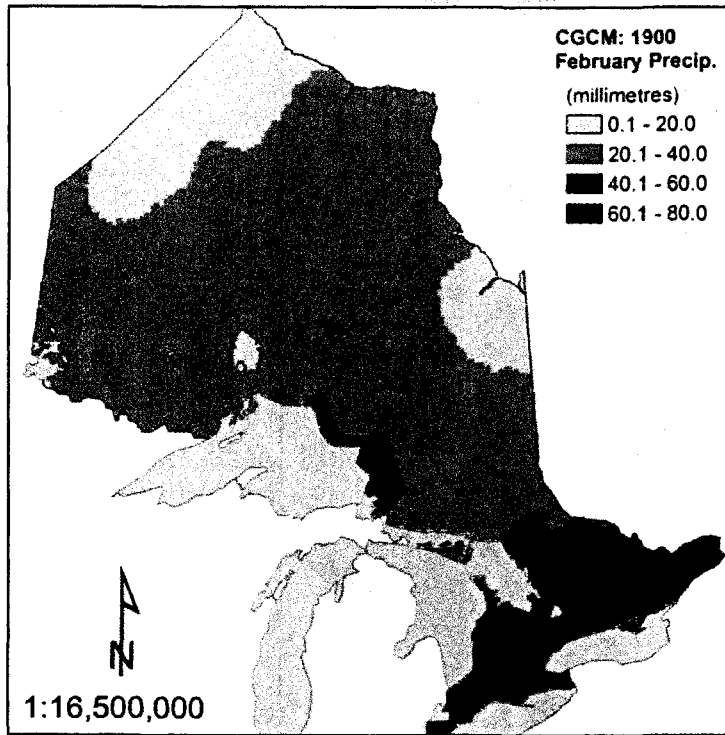 CGCM: 1900
February Precip.
(millimetres)
0.1 - 20.0
20.1 - 40.0
40.1 - 60.0
60.1 - 80.0
N
1:16,500,000